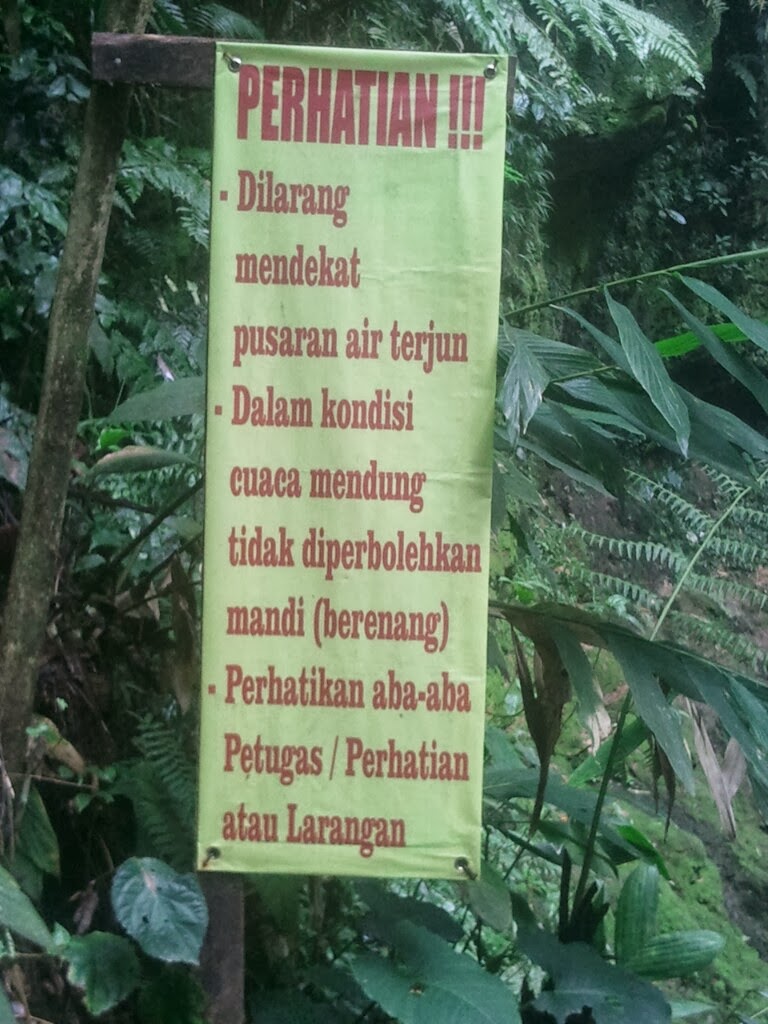 PERHATIAN !!!
- Dilarang
mendekat
pusaran air terjun
- Dalam kondisi
cuaca mendung
tidak diperbolehkan
mandi (berenang)
- Perhatikan aba-aba
Petugas / Perhatian
atau Larangan